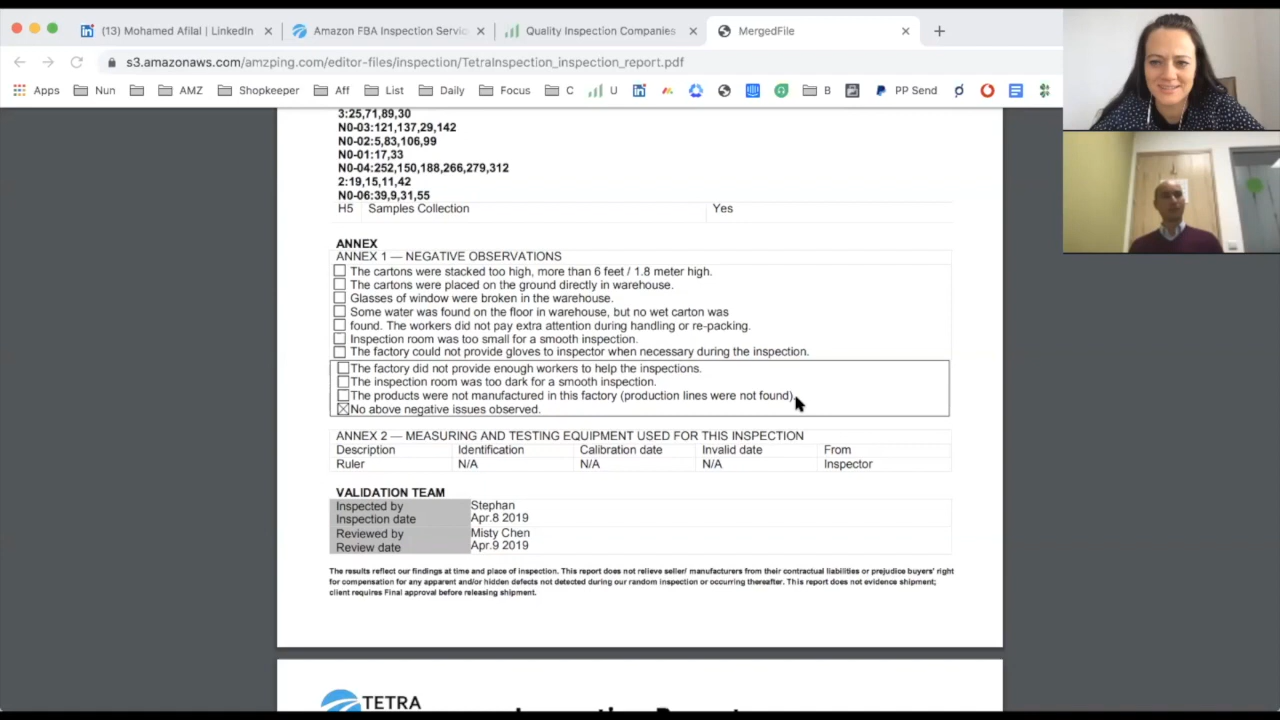 (13) Mohamed Afilal | LinkedIn
Amazon FBA Inspection Servic
Quality Inspection Companies
MergedFile
s3.amazonaws.com/amzping/editor-files/inspection/TetraInspection_inspection_report.pdf
Apps Nun AMZ Shopkeeper Aff List Daily Focus C U B PP Send
3:25,71,89,30
N0-03:121,137,29,142
N0-02:5,83,106,99
N0-01:17,33
N0-04:252,150,188,266,279,312
2:19,15,11,42
N0-06:39,9,31,55
H5 Samples Collection Yes
ANNEX
ANNEX 1 — NEGATIVE OBSERVATIONS
The cartons were stacked too high, more than 6 feet / 1.8 meter high.
The cartons were placed on the ground directly in warehouse.
Glasses of window were broken in the warehouse.
Some water was found on the floor in warehouse, but no wet carton was
found. The workers did not pay extra attention during handling or re-packing.
Inspection room was too small for a smooth inspection.
The factory could not provide gloves to inspector when necessary during the inspection.
The factory did not provide enough workers to help the inspections.
The inspection room was too dark for a smooth inspection.
The products were not manufactured in this factory (production lines were not found).
No above negative issues observed.
ANNEX 2 — MEASURING AND TESTING EQUIPMENT USED FOR THIS INSPECTION
Description Identification Calibration date Invalid date From
Ruler N/A N/A N/A Inspector
VALIDATION TEAM
Inspected by Stephan
Inspection date Apr.8 2019
Reviewed by Misty Chen
Review date Apr.9 2019
The results reflect our findings at time and place of inspection. This report does not relieve seller/ manufacturers from their contractual liabilities or prejudice buyers' right
for compensation for any apparent and/or hidden defects not detected during our random inspection or occurring thereafter. This report does not evidence shipment;
client requires Final approval before releasing shipment.
TETRA